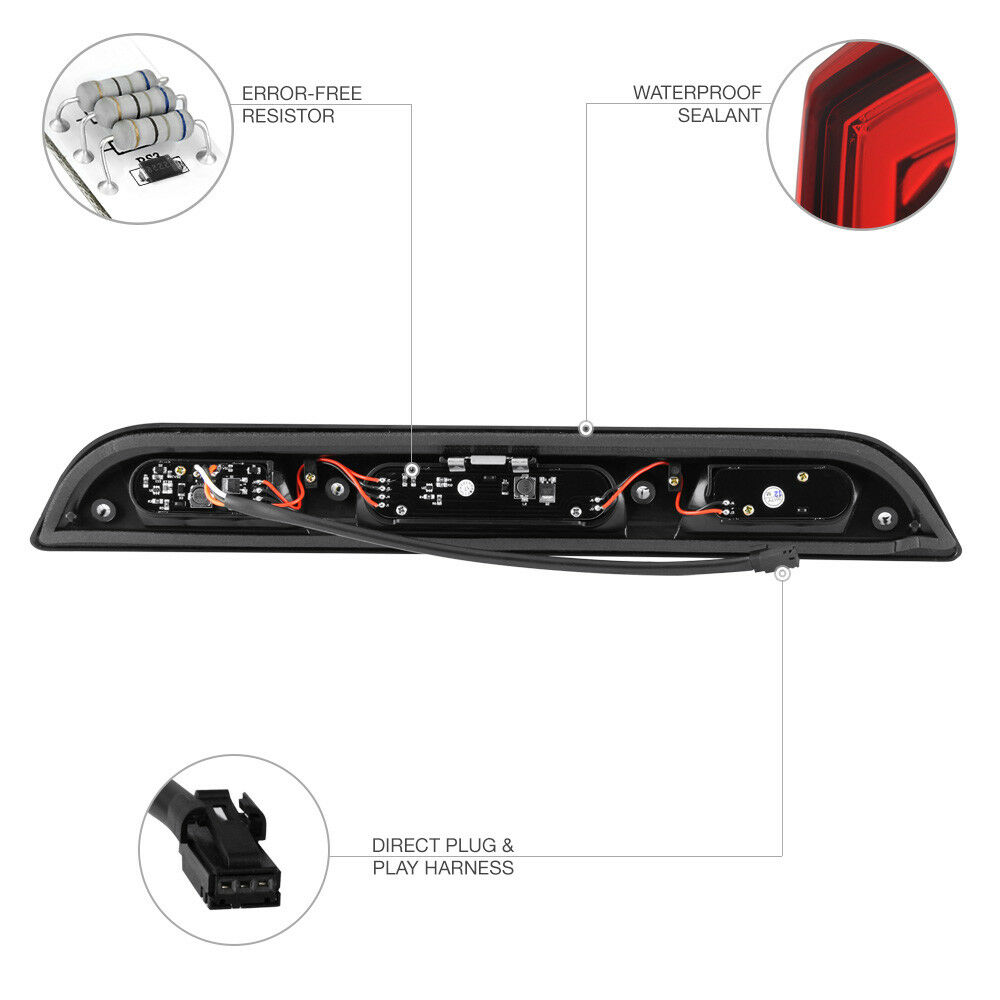 ERROR-FREE
RESISTOR
WATERPROOF
SEALANT
DIRECT PLUG &
PLAY HARNESS